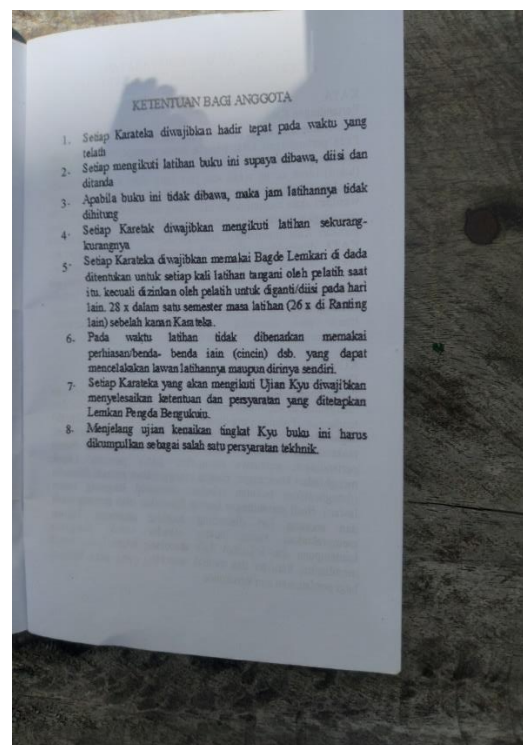 KETENTUAN BAGI ANGGOTA
1. Setiap Karateka diwajibkan hadir tepat pada waktu yang
telath
2. Setiap mengikuti latihan buku ini supaya dibawa, diisi dan
ditanda
3. Apabila buku ini tidak dibawa, maka jam latihannya tidak
dihitung
4. Setiap Karetak diwajibkan mengikuti latihan sekurang-
kurangnya
5. Setiap Karateka diwajibkan memakai Bagde Lemkari di dada
ditentukan untuk setiap kali latihan tangani oleh pelatih saat
itu, kecuali dizinkan oleh pelatih untuk diganti/diisi pada hari
lain. 28 x dalam satu semester masa latihan (26 x di Ranting
lain) sebelah kanan Karateka.
6. Pada waktu latihan tidak dibenarkan memakai
perhiasan/benda- benda iain (cincin) dsb. yang dapat
mencelakakan lawan latihannya maupun dirinya sendiri.
7. Setiap Karateka yang akan mengikuti Ujian Kyu diwajibkan
menyelesaikan ketentuan dan persyaratan yang ditetapkan
Lemkari Pengda
8. Menjelang ujian kenaikan tingkat Kyu buku ini harus
dikumpulkan sebagai salah satu persyaratan tekhnik.